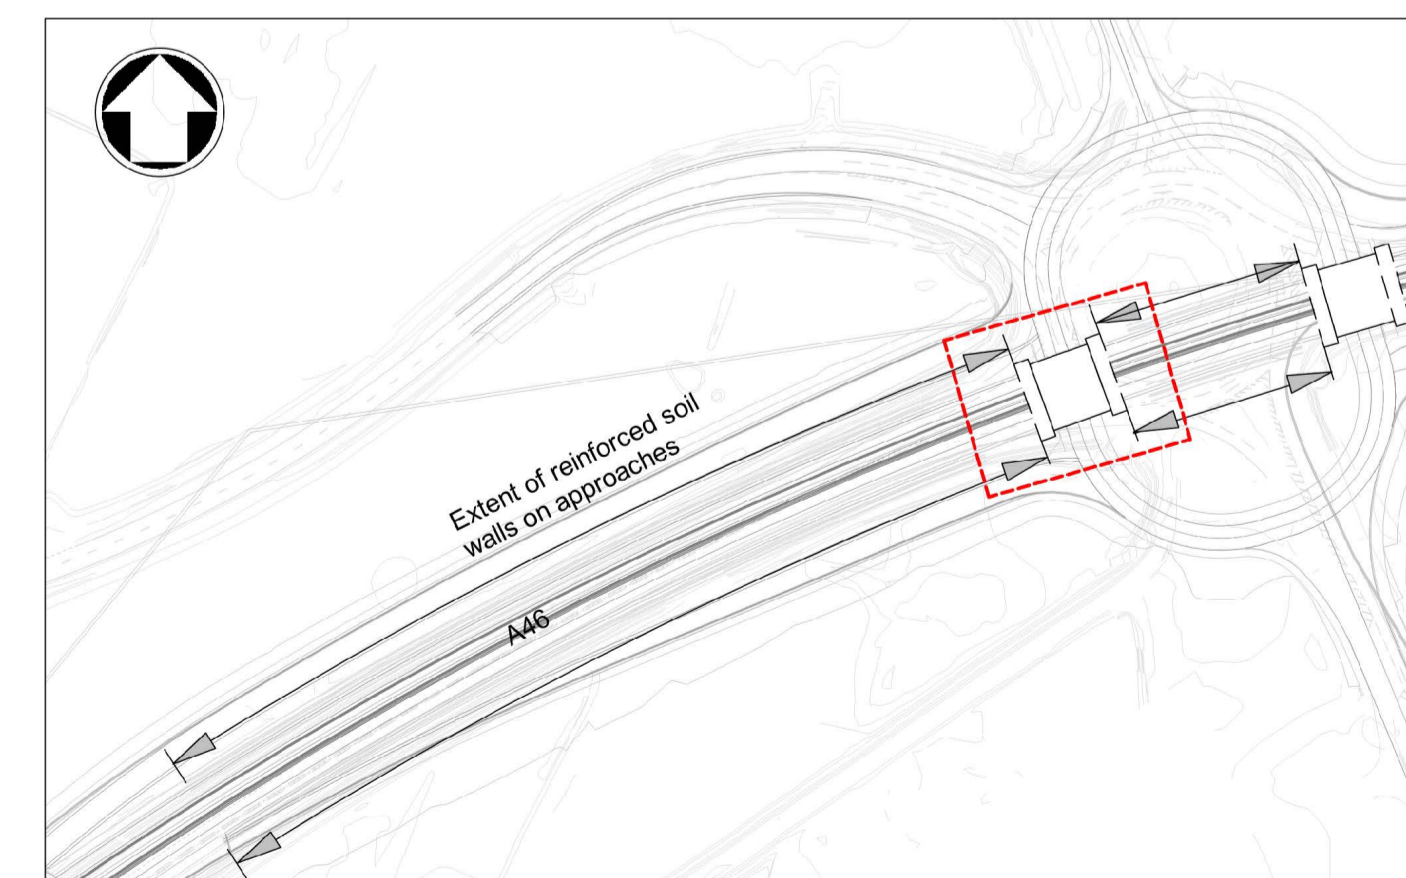 Extent of reinforced soil
walls on approaches
A46